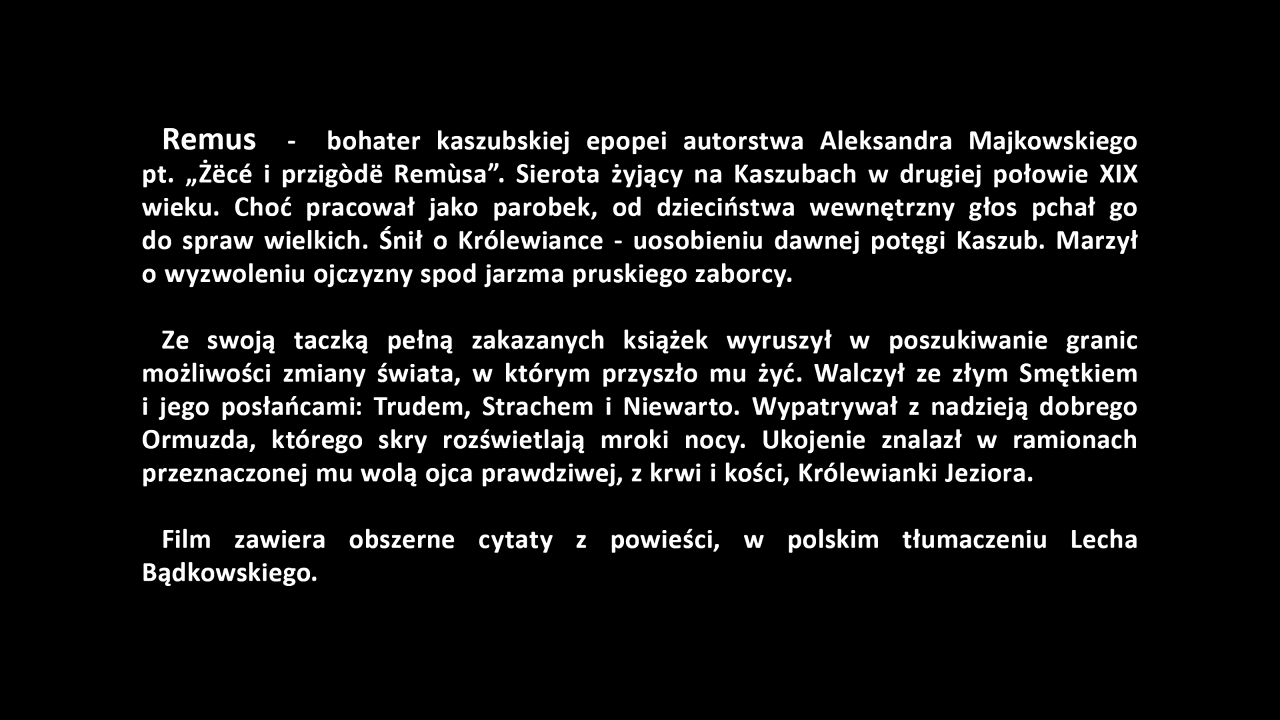 Remus - bohater kaszubskiej epopei autorstwa Aleksandra Majkowskiego
pt. „Żëcé i przigòdë Remùsa”. Sierota żyjący na Kaszubach w drugiej połowie XIX
wieku. Choć pracował jako parobek, od dzieciństwa wewnętrzny głos pchał go
do spraw wielkich. Śnił o Królewiance - uosobieniu dawnej potęgi Kaszub. Marzył
o wyzwoleniu ojczyzny spod jarzma pruskiego zaborcy.
Ze swoją taczką pełną zakazanych książek wyruszył w poszukiwanie granic
możliwości zmiany świata, w którym przyszło mu żyć. Walczył ze złym Smętkiem
i jego posłańcami: Trudem, Strachem i Niewarto. Wypatrywał z nadzieją dobrego
Ormuzda, którego skry rozświetlają mroki nocy. Ukojenie znalazł w ramionach
przeznaczonej mu wolą ojca prawdziwej, z krwi i kości, Królewianki Jeziora.
Film zawiera obszerne cytaty z powieści, w polskim tłumaczeniu Lecha
Bądkowskiego.